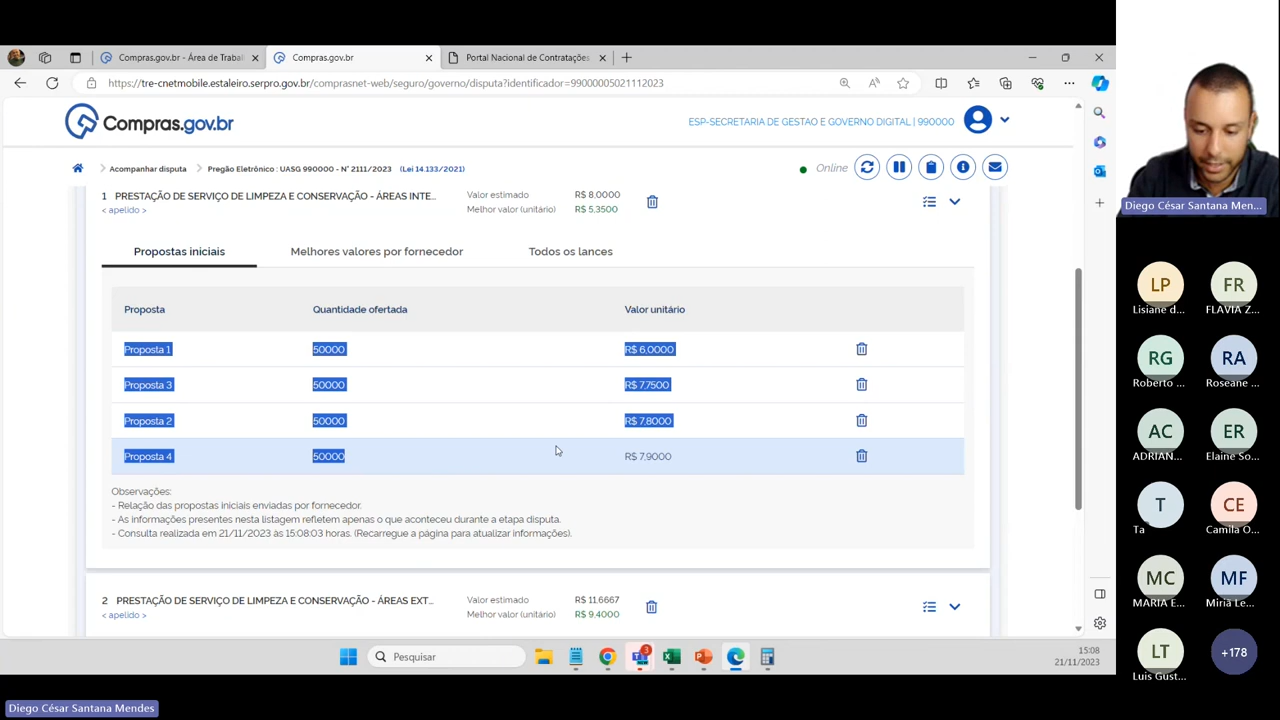 Compras.gov.br - Área de Trabal
Compras.gov.br
Portal Nacional de Contratações
https://tre-cnetmobile.estaleiro.serpro.gov.br/comprasnet-web/seguro/governo/disputa?identificador=99000005021112023
Compras.gov.br
ESP-SECRETARIA DE GESTAO E GOVERNO DIGITAL | 990000
Acompanhar disputa
Pregão Eletrônico : UASG 990000 - N° 2111/2023 (Lei 14.133/2021)
Online
1 PRESTAÇÃO DE SERVIÇO DE LIMPEZA E CONSERVAÇÃO - ÁREAS INTE...
< apelido >
Valor estimado R$ 8,0000
Melhor valor (unitário) R$ 5,3500
Propostas iniciais
Melhores valores por fornecedor
Todos os lances
Proposta Quantidade ofertada Valor unitário
Proposta 1 50000 R$ 6,0000
Proposta 3 50000 R$ 7,7500
Proposta 2 50000 R$ 7,8000
Proposta 4 50000 R$ 7,9000
Observações:
- Relação das propostas iniciais enviadas por fornecedor.
- As informações presentes nesta listagem refletem apenas o que aconteceu durante a etapa disputa.
- Consulta realizada em 21/11/2023 às 15:08:03 horas. (Recarregue a página para atualizar informações).
2 PRESTAÇÃO DE SERVIÇO DE LIMPEZA E CONSERVAÇÃO - ÁREAS EXT...
< apelido >
Valor estimado R$ 11,6667
Melhor valor (unitário) R$ 9,4000
Pesquisar
3
15:08
21/11/2023
Diego César Santana Mendes
Diego César Santana Men...
LP
Lisiane d...
FR
FLAVIA Z...
RG
Roberto ...
RA
Roseane ...
AC
ADRIAN...
ER
Elaine So...
T
Ta
CE
Camila O...
MC
MARIA E...
MF
Miriã Le...
LT
Luis Gust...
+178